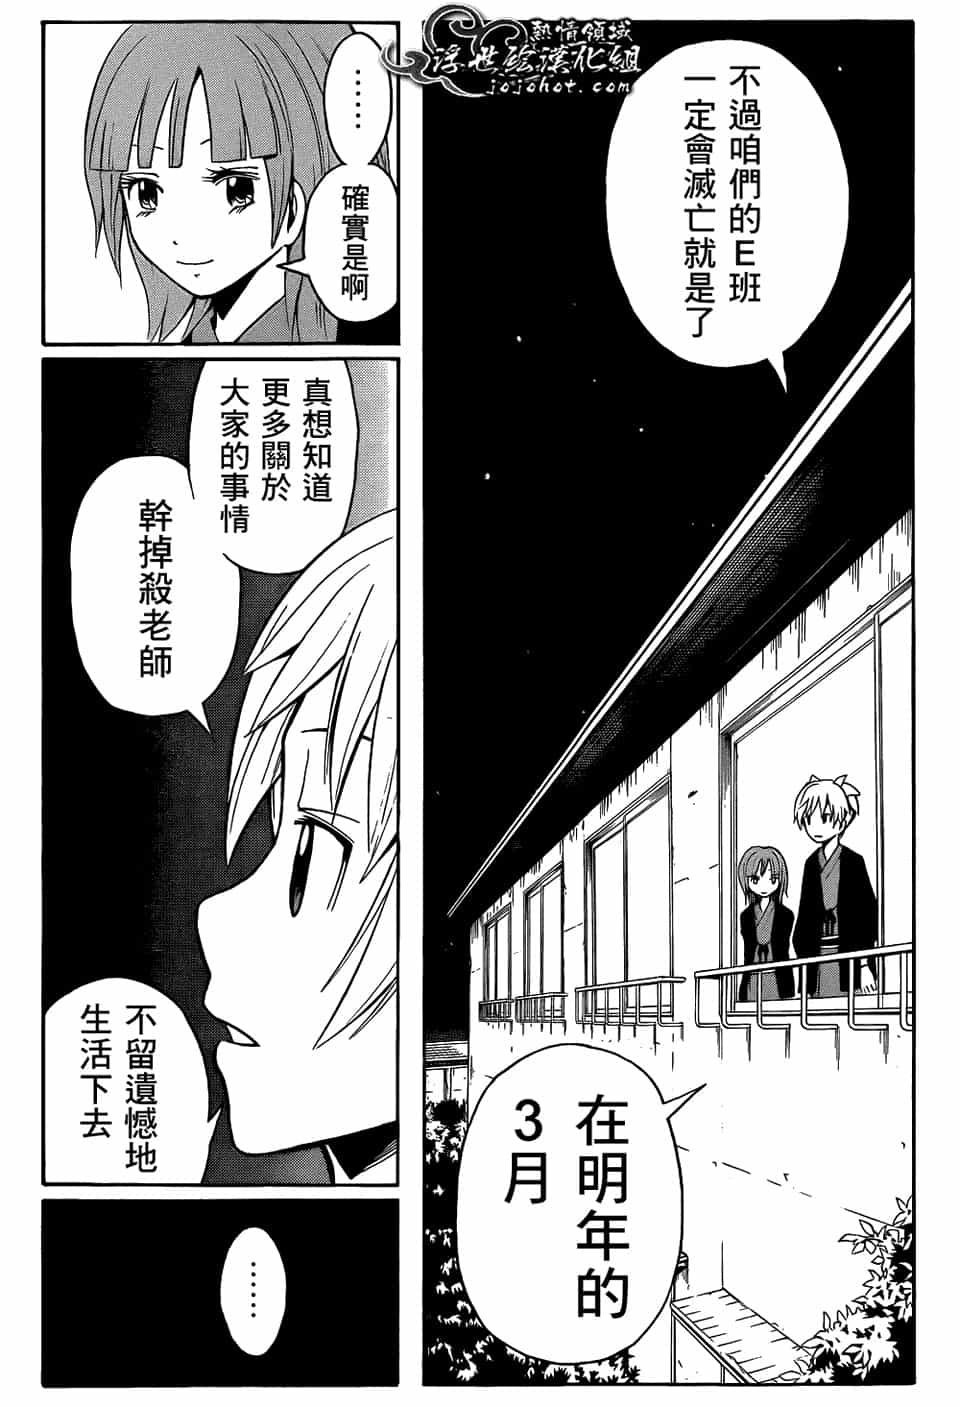 熱情領域
浮世绘漢化組
jojohot.com
不過咱們的E班
一定會滅亡就是了
在明年的
3月
……
確實是啊
真想知道
更多關於
大家的事情
幹掉殺老師
不留遺憾地
生活下去
……